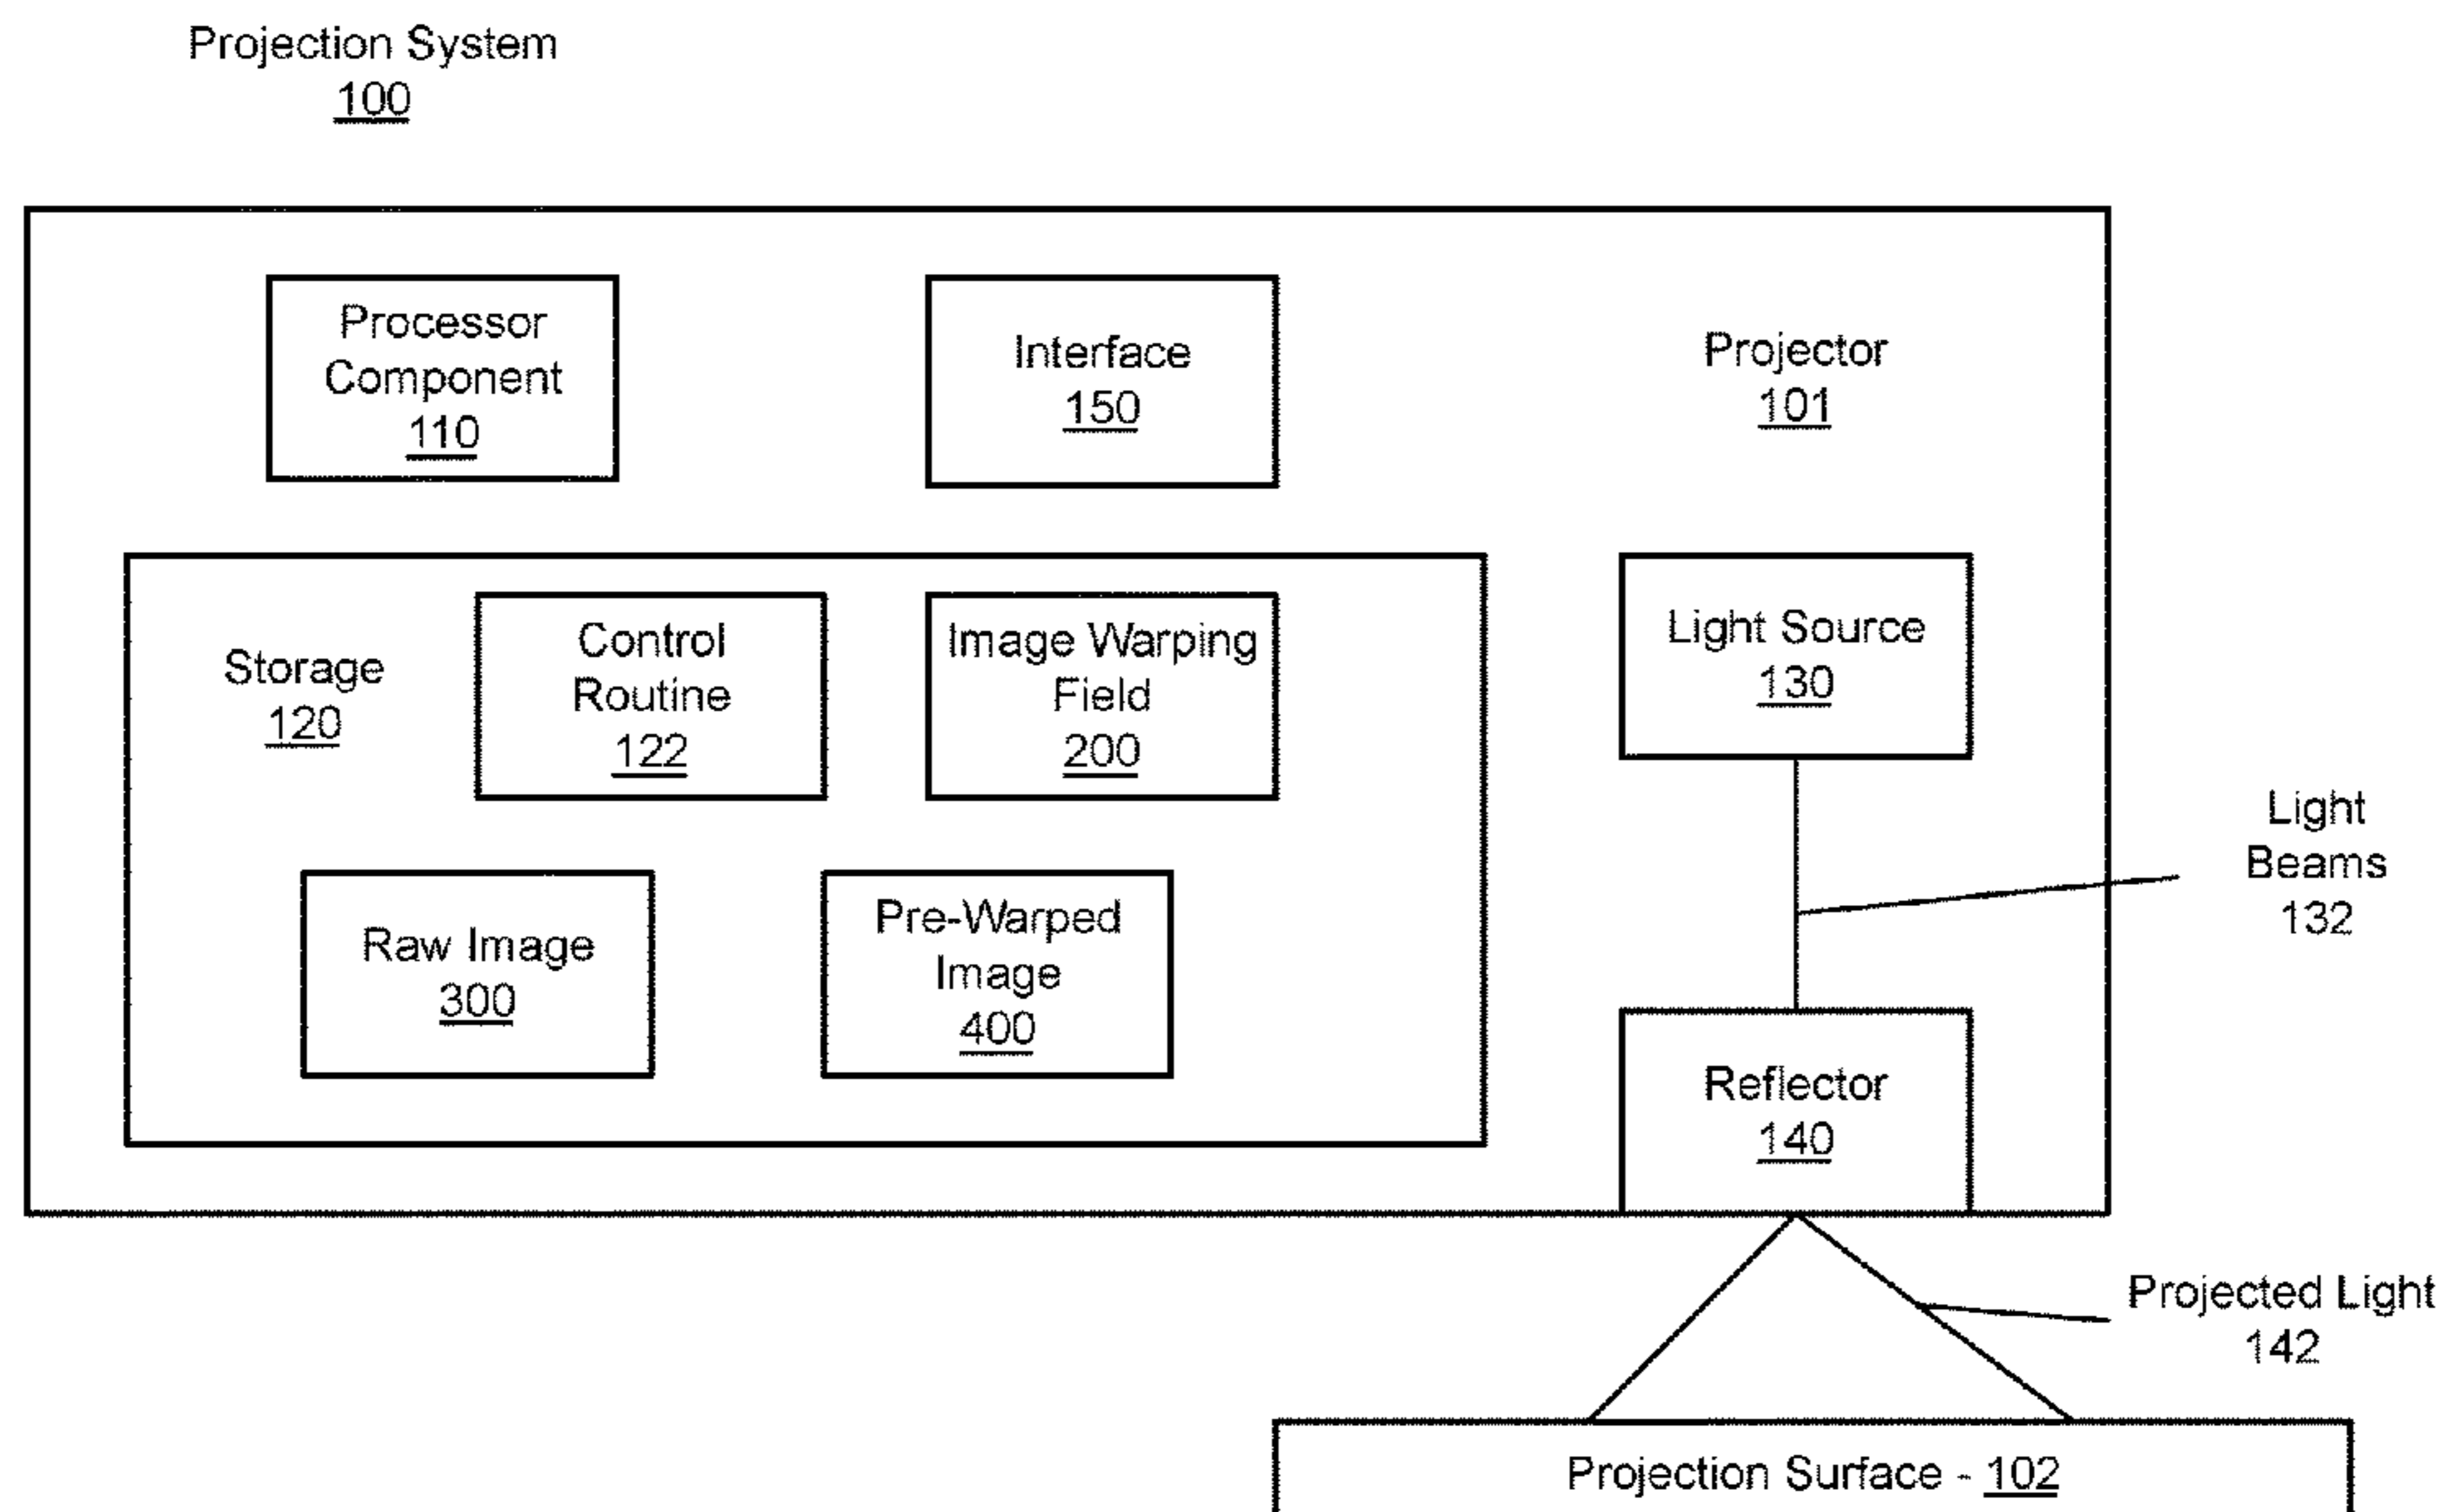 Projection System
100
Processor
Component
110
Interface
150
Projector
101
Storage
120
Control
Routine
122
Image Warping
Field
200
Light Source
130
Light
Beams
132
Raw Image
300
Pre-Warped
Image
400
Reflector
140
Projected Light
142
Projection Surface - 102